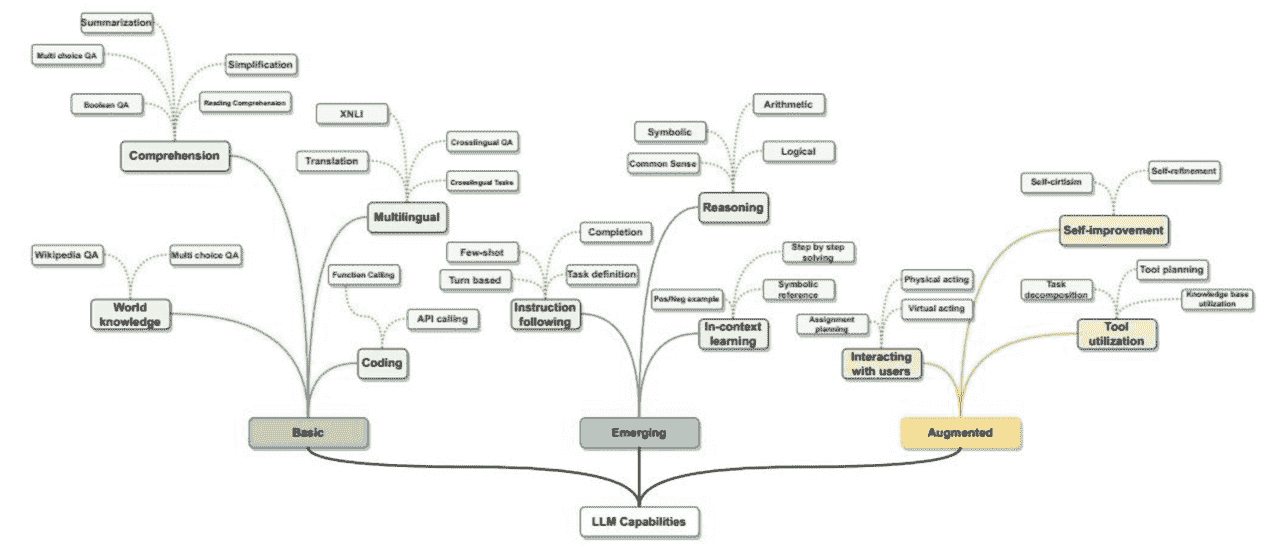 Summarization
Multi choice QA
Simplification
Boolean QA
Reading Comprehension
Comprehension
XNLI
Crosslingual QA
Translation
Crosslingual Tasks
Multilingual
Wikipedia QA
Multi choice QA
World
knowledge
Function Calling
API calling
Coding
Basic
Completion
Few-shot
Turn based
Task definition
Instruction
following
Arithmetic
Symbolic
Logical
Common Sense
Reasoning
Step by step
solving
Pos/Neg example
Symbolic
reference
In-context
learning
Emerging
Self-cirtisim
Self-refinement
Self-improvement
Physical acting
Virtual acting
Assignment
planning
Interacting
with users
Tool planning
Task
decomposition
Knowledge base
utilization
Tool
utilization
Augmented
LLM Capabilities